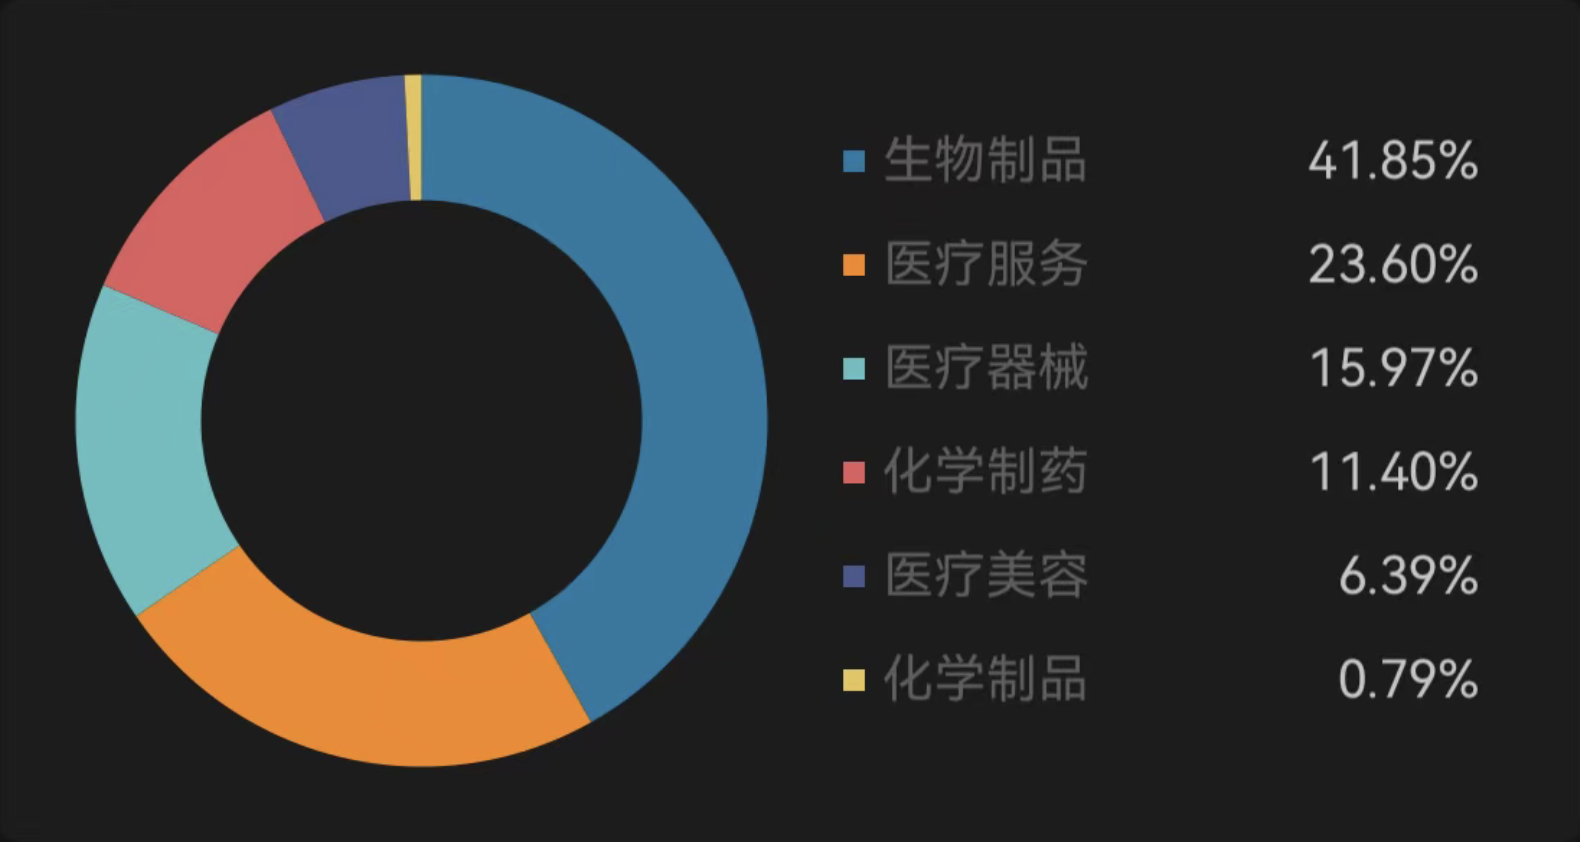 生物制品 41.85%
医疗服务 23.60%
医疗器械 15.97%
化学制药 11.40%
医疗美容 6.39%
化学制品 0.79%